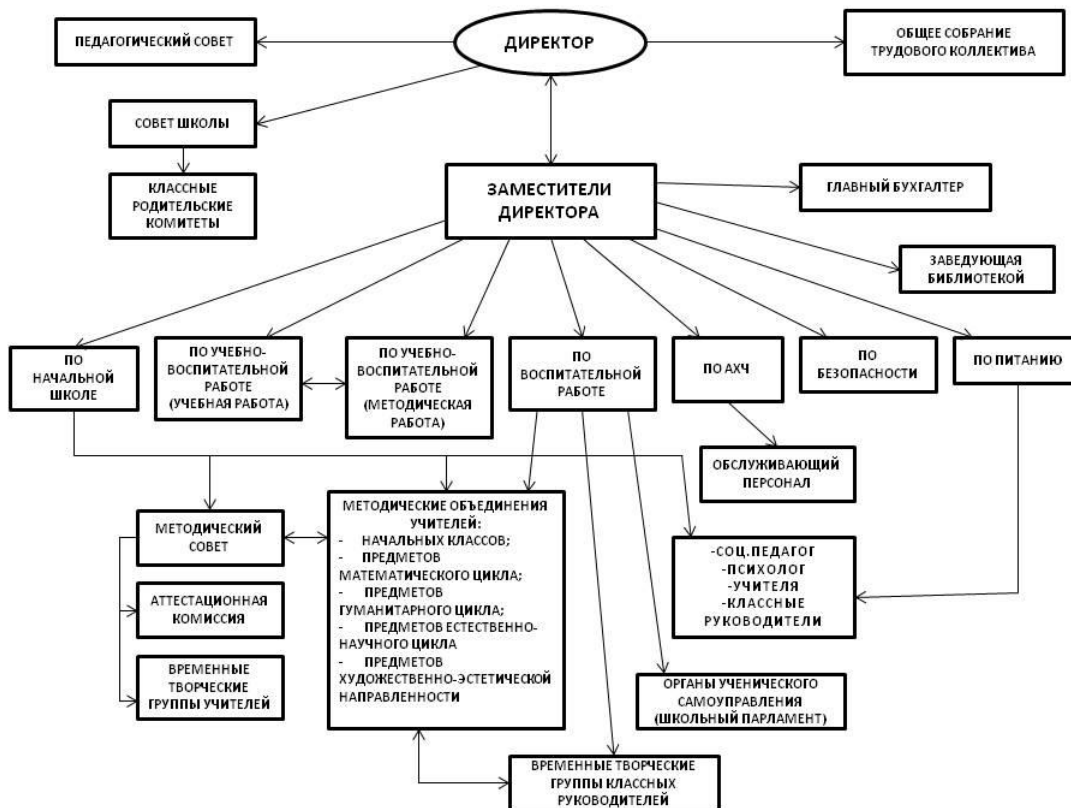 ПЕДАГОГИЧЕСКИЙ СОВЕТ
ДИРЕКТОР
ОБЩЕЕ СОБРАНИЕ
ТРУДОВОГО КОЛЛЕКТИВА
СОВЕТ ШКОЛЫ
КЛАССНЫЕ
РОДИТЕЛЬСКИЕ
КОМИТЕТЫ
ЗАМЕСТИТЕЛИ
ДИРЕКТОРА
ГЛАВНЫЙ БУХГАЛТЕР
ЗАВЕДУЮЩАЯ
БИБЛИОТЕКОЙ
ПО
НАЧАЛЬНОЙ
ШКОЛЕ
ПО УЧЕБНО-
ВОСПИТАТЕЛЬНОЙ
РАБОТЕ
(УЧЕБНАЯ РАБОТА)
ПО УЧЕБНО-
ВОСПИТАТЕЛЬНОЙ
РАБОТЕ
(МЕТОДИЧЕСКАЯ
РАБОТА)
ПО
ВОСПИТАТЕЛЬНОЙ
РАБОТЕ
ПО АХЧ
ПО
БЕЗОПАСНОСТИ
ПО ПИТАНИЮ
ОБСЛУЖИВАЮЩИЙ
ПЕРСОНАЛ
МЕТОДИЧЕСКИЙ
СОВЕТ
АТТЕСТАЦИОННАЯ
КОМИССИЯ
ВРЕМЕННЫЕ
ТВОРЧЕСКИЕ
ГРУППЫ УЧИТЕЛЕЙ
МЕТОДИЧЕСКИЕ ОБЪЕДИНЕНИЯ
УЧИТЕЛЕЙ:
- НАЧАЛЬНЫХ КЛАССОВ;
- ПРЕДМЕТОВ
МАТЕМАТИЧЕСКОГО ЦИКЛА;
- ПРЕДМЕТОВ
ГУМАНИТАРНОГО ЦИКЛА;
- ПРЕДМЕТОВ ЕСТЕСТВЕННО-
НАУЧНОГО ЦИКЛА
- ПРЕДМЕТОВ
ХУДОЖЕСТВЕННО-ЭСТЕТИЧЕСКОЙ
НАПРАВЛЕННОСТИ
-СОЦ.ПЕДАГОГ
-ПСИХОЛОГ
-УЧИТЕЛЯ
-КЛАССНЫЕ
РУКОВОДИТЕЛИ
ОРГАНЫ УЧЕНИЧЕСКОГО
САМОУПРАВЛЕНИЯ
(ШКОЛЬНЫЙ ПАРЛАМЕНТ)
ВРЕМЕННЫЕ ТВОРЧЕСКИЕ
ГРУППЫ КЛАССНЫХ
РУКОВОДИТЕЛЕЙ